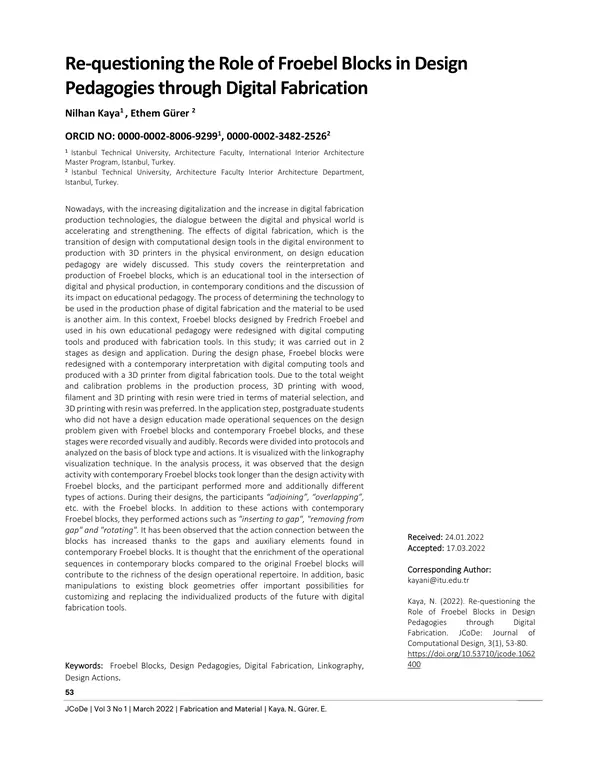 Re-questioning the Role of Froebel Blocks in Design
Pedagogies through Digital Fabrication
Nilhan Kaya1 , Ethem Gürer 2
ORCID NO: 0000-0002-8006-92991, 0000-0002-3482-25262
1 Istanbul Technical University, Architecture Faculty, International Interior Architecture
Master Program, Istanbul, Turkey.
2 Istanbul Technical University, Architecture Faculty Interior Architecture Department,
Istanbul, Turkey.
Nowadays, with the increasing digitalization and the increase in digital fabrication
production technologies, the dialogue between the digital and physical world is
accelerating and strengthening. The effects of digital fabrication, which is the
transition of design with computational design tools in the digital environment to
production with 3D printers in the physical environment, on design education
pedagogy are widely discussed. This study covers the reinterpretation and
production of Froebel blocks, which is an educational tool in the intersection of
digital and physical production, in contemporary conditions and the discussion of
its impact on educational pedagogy. The process of determining the technology to
be used in the production phase of digital fabrication and the material to be used
is another aim. In this context, Froebel blocks designed by Fredrich Froebel and
used in his own educational pedagogy were redesigned with digital computing
tools and produced with fabrication tools. In this study; it was carried out in 2
stages as design and application. During the design phase, Froebel blocks were
redesigned with a contemporary interpretation with digital computing tools and
produced with a 3D printer from digital fabrication tools. Due to the total weight
and calibration problems in the production process, 3D printing with wood,
filament and 3D printing with resin were tried in terms of material selection, and
3D printing with resin was preferred. In the application step, postgraduate students
who did not have a design education made operational sequences on the design
problem given with Froebel blocks and contemporary Froebel blocks, and these
stages were recorded visually and audibly. Records were divided into protocols and
analyzed on the basis of block type and actions. It is visualized with the linkography
visualization technique. In the analysis process, it was observed that the design
activity with contemporary Froebel blocks took longer than the design activity with
Froebel blocks, and the participant performed more and additionally different
types of actions. During their designs, the participants "adjoining", "overlapping",
etc. with the Froebel blocks. In addition to these actions with contemporary
Froebel blocks, they performed actions such as "inserting to gap", "removing from
gap" and "rotating". It has been observed that the action connection between the
blocks has increased thanks to the gaps and auxiliary elements found in
contemporary Froebel blocks. It is thought that the enrichment of the operational
sequences in contemporary blocks compared to the original Froebel blocks will
contribute to the richness of the design operational repertoire. In addition, basic
manipulations to existing block geometries offer important possibilities for
customizing and replacing the individualized products of the future with digital
fabrication tools.
Received: 24.01.2022
Accepted: 17.03.2022
Corresponding Author:
kayani@itu.edu.tr
Kaya, N. (2022). Re-questioning the
Role of Froebel Blocks in Design
Pedagogies through Digital
Fabrication. JCoDe: Journal of
Computational Design, 3(1), 53-80.
https://doi.org/10.53710/jcode.1062
400
Keywords: Froebel Blocks, Design Pedagogies, Digital Fabrication, Linkography,
Design Actions.
53
JCoDe | Vol 3 No 1 | March 2022 | Fabrication and Material | Kaya, N., Gürer, E.